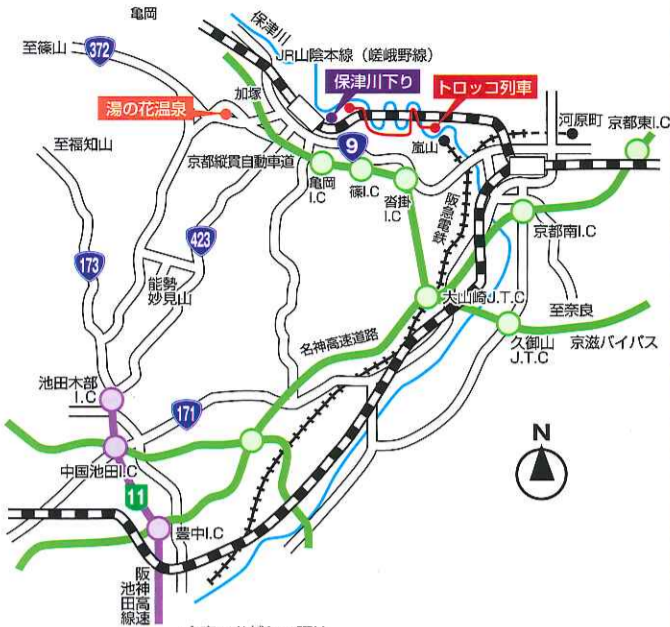 亀岡
保津川
JR山陰本線（嵯峨野線）
至篠山
372
保津川下り
トロッコ列車
加塚
湯の花温泉
河原町
京都東I.C
至福知山
9
嵐山
京都縦貫自動車道
亀岡
I.C
篠I.C
沓掛
I.C
阪急電鉄
京都南I.C
423
173
能勢
妙見山
大山崎J.T.C
至奈良
名神高速道路
久御山
J.T.C
京滋バイパス
池田木部
I.C
171
N
中国池田I.C
11
豊中I.C
阪神高速
池田線